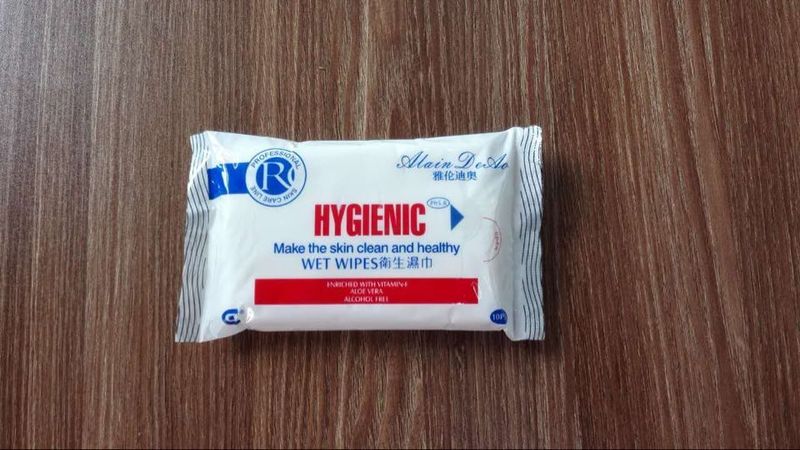 PROFESSIONAL
R
SKIN CARE LINE
Alain DeAo
雅伦迪奥
HYGIENIC
Make the skin clean and healthy
WET WIPES衛生濕巾
ENRICHED WITH VITAMIN-E
ALOE VERA
ALCOHOL FREE